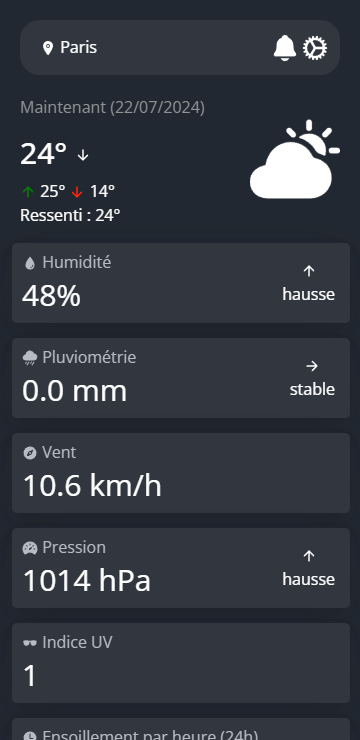 Paris
Maintenant (22/07/2024)
24° ↓
↑ 25° ↓ 14°
Ressenti : 24°
Humidité
48%
↑
hausse
Pluviométrie
0.0 mm
→
stable
Vent
10.6 km/h
Pression
1014 hPa
↑
hausse
Indice UV
1
Ensoillement par heure (24h)